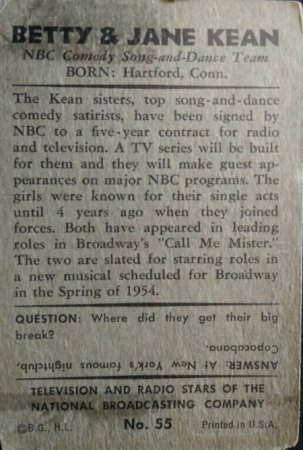 BETTY & JANE KEAN
NBC Comedy Song-and-Dance Team
BORN: Hartford, Conn.
The Kean sisters, top song-and-dance
comedy satirists, have been signed by
NBC to a five-year contract for radio
and television. A TV series will be built
for them and they will make guest ap-
pearances on major NBC programs. The
girls were known for their single acts
until 4 years ago when they joined
forces. Both have appeared in leading
roles in Broadway's "Call Me Mister."
The two are slated for starring roles in
a new musical scheduled for Broadway
in the Spring of 1954.
QUESTION: Where did they get their big
break?
ANSWER: At New York's famous nightclub,
Copacabana.
TELEVISION AND RADIO STARS OF THE
NATIONAL BROADCASTING COMPANY
©B.G., H.L. No. 55 Printed in U.S.A.